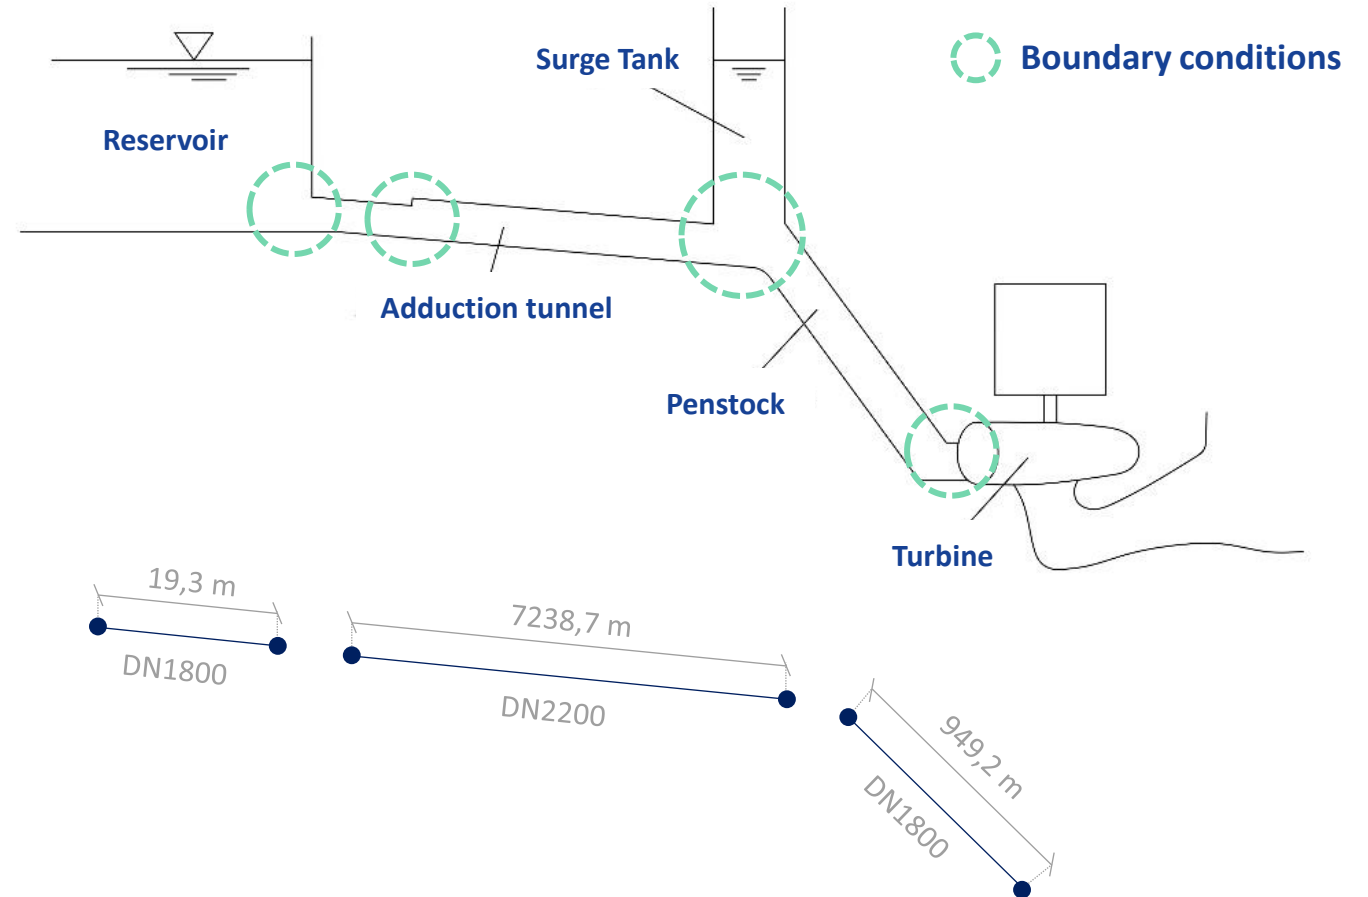 Surge Tank
Boundary conditions
Reservoir
Adduction tunnel
Penstock
Turbine
19,3 m
DN1800
7238,7 m
DN2200
949,2 m
DN1800